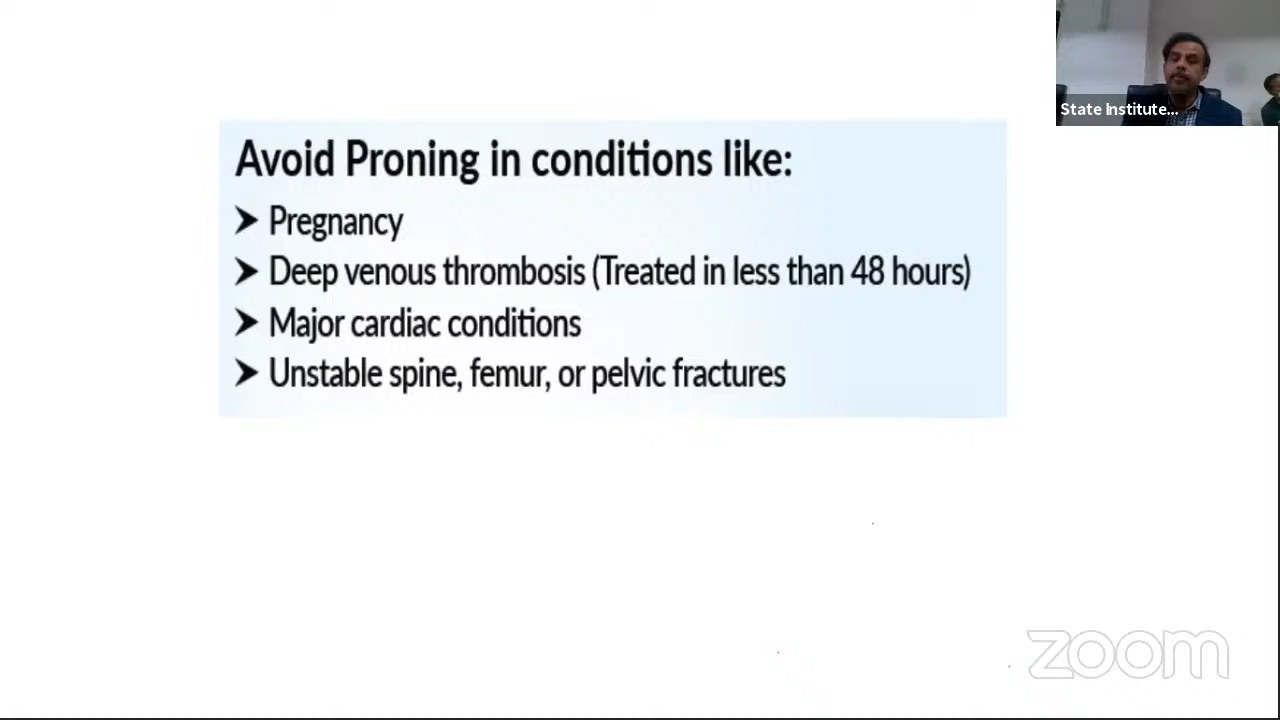 State Institute...
Avoid Proning in conditions like:
➤ Pregnancy
➤ Deep venous thrombosis (Treated in less than 48 hours)
➤ Major cardiac conditions
➤ Unstable spine, femur, or pelvic fractures
zoom